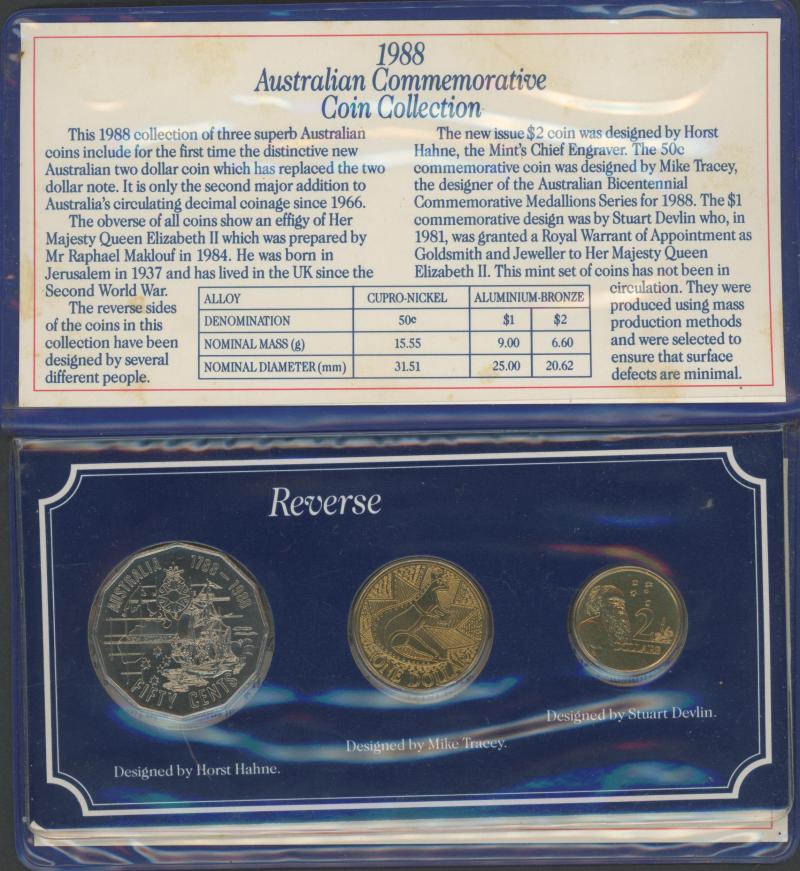 1988
Australian Commemorative
Coin Collection
This 1988 collection of three superb Australian
coins include for the first time the distinctive new
Australian two dollar coin which has replaced the two
dollar note. It is only the second major addition to
Australia's circulating decimal coinage since 1966.
The obverse of all coins show an effigy of Her
Majesty Queen Elizabeth II which was prepared by
Mr Raphael Maklouf in 1984. He was born in
Jerusalem in 1937 and has lived in the UK since the
Second World War.
The reverse sides
of the coins in this
collection have been
designed by several
different people.
The new issue $2 coin was designed by Horst
Hahne, the Mint's Chief Engraver. The 50c
commemorative coin was designed by Mike Tracey,
the designer of the Australian Bicentennial
Commemorative Medallions Series for 1988. The $1
commemorative design was by Stuart Devlin who, in
1981, was granted a Royal Warrant of Appointment as
Goldsmith and Jeweller to Her Majesty Queen
Elizabeth II. This mint set of coins has not been in
circulation. They were
produced using mass
production methods
and were selected to
ensure that surface
defects are minimal.
ALLOY CUPRO-NICKEL ALUMINIUM-BRONZE
DENOMINATION 50c $1 $2
NOMINAL MASS (g) 15.55 9.00 6.60
NOMINAL DIAMETER (mm) 31.51 25.00 20.62
Reverse
AUSTRALIA 1788-1988
FIFTY CENTS
ONE DOLLAR
2
DOLLARS
Designed by Horst Hahne.
Designed by Mike Tracey.
Designed by Stuart Devlin.